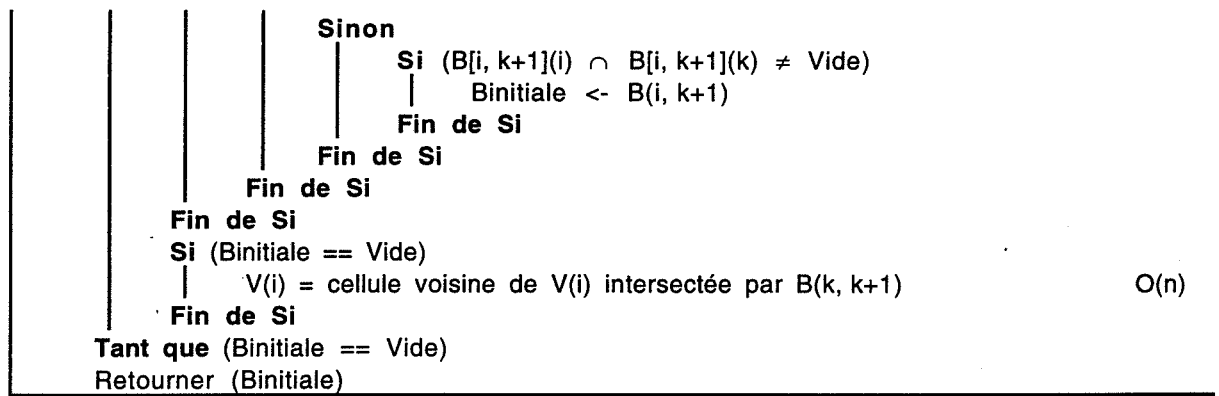 Sinon
Si (B[i, k+1](i) ∩ B[i, k+1](k) ≠ Vide)
Binitiale <- B(i, k+1)
Fin de Si
Fin de Si
Fin de Si
Fin de Si
Si (Binitiale == Vide)
V(i) = cellule voisine de V(i) intersectée par B(k, k+1) O(n)
Fin de Si
Tant que (Binitiale == Vide)
Retourner (Binitiale)